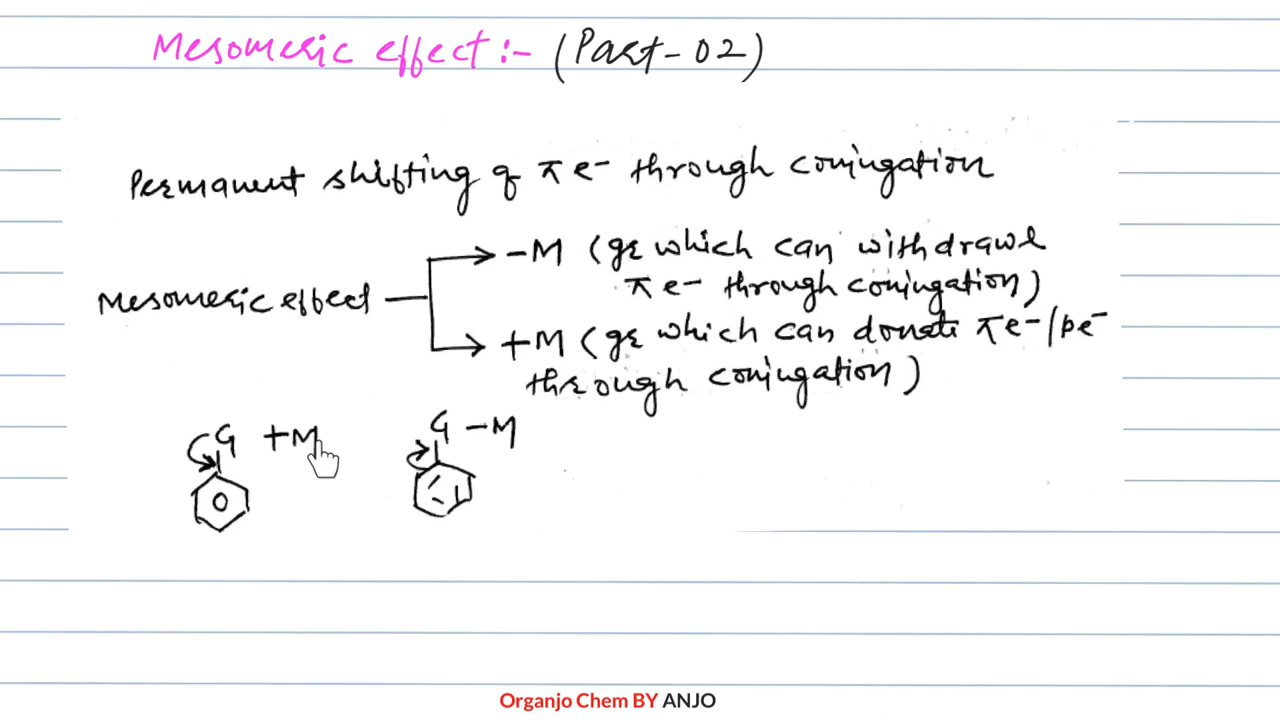 Mesomeric effect :- (Part-02)
Permanent shifting of π e- through conjugation
-M (gr which can withdrawl
π e- through conjugation)
Mesomeric effect
+M (gr which can donate π e-/p e-
through conjugation)
G +M G -M
Organjo Chem BY ANJO